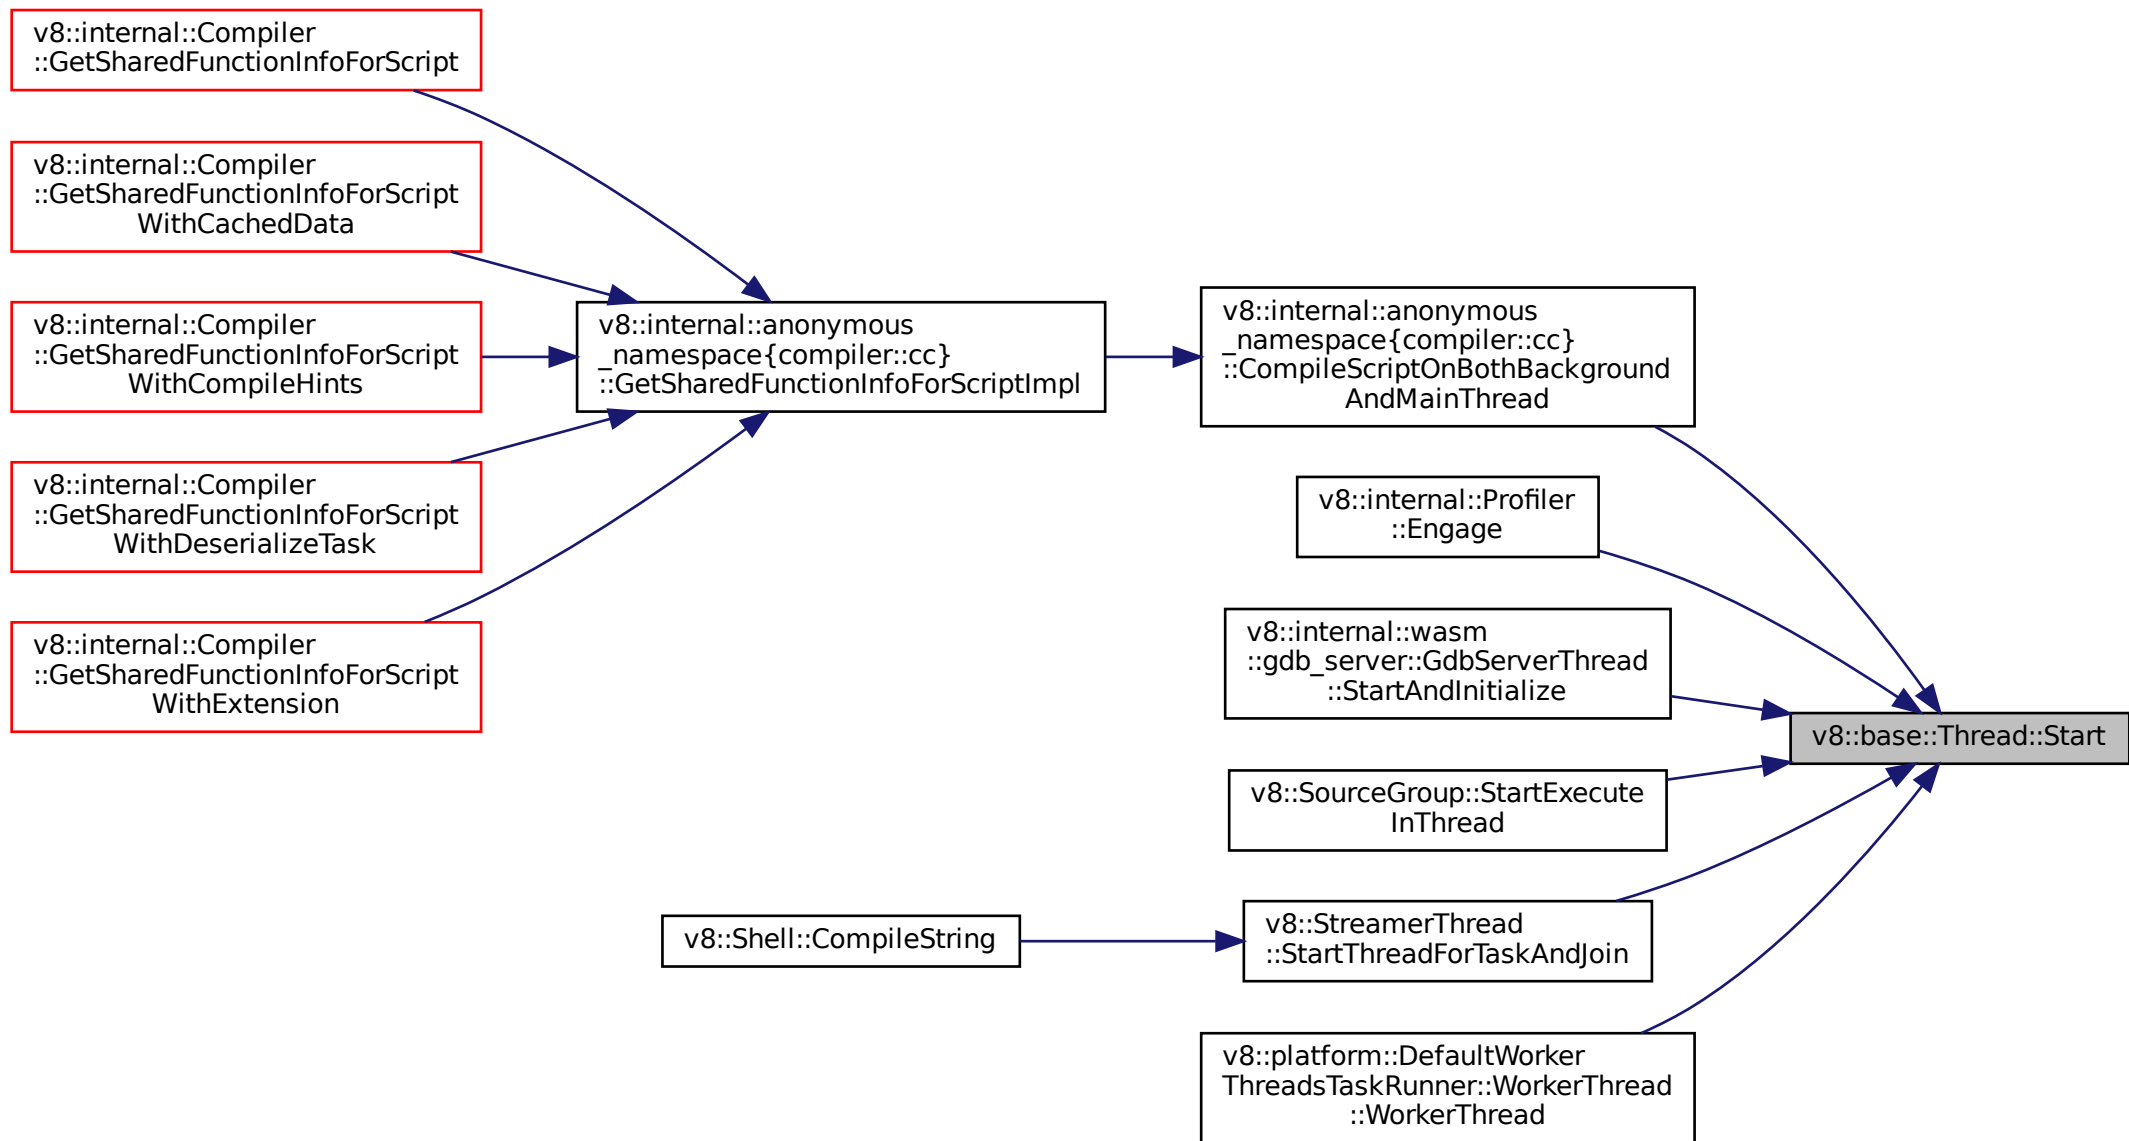 v8::internal::Compiler
::GetSharedFunctionInfoForScript
v8::internal::Compiler
::GetSharedFunctionInfoForScript
WithCachedData
v8::internal::Compiler
::GetSharedFunctionInfoForScript
WithCompileHints
v8::internal::Compiler
::GetSharedFunctionInfoForScript
WithDeserializeTask
v8::internal::Compiler
::GetSharedFunctionInfoForScript
WithExtension
v8::internal::anonymous
_namespace{compiler::cc}
::GetSharedFunctionInfoForScriptImpl
v8::Shell::CompileString
v8::internal::anonymous
_namespace{compiler::cc}
::CompileScriptOnBothBackground
AndMainThread
v8::internal::Profiler
::Engage
v8::internal::wasm
::gdb_server::GdbServerThread
::StartAndInitialize
v8::SourceGroup::StartExecute
InThread
v8::StreamerThread
::StartThreadForTaskAndJoin
v8::platform::DefaultWorker
ThreadsTaskRunner::WorkerThread
::WorkerThread
v8::base::Thread::Start